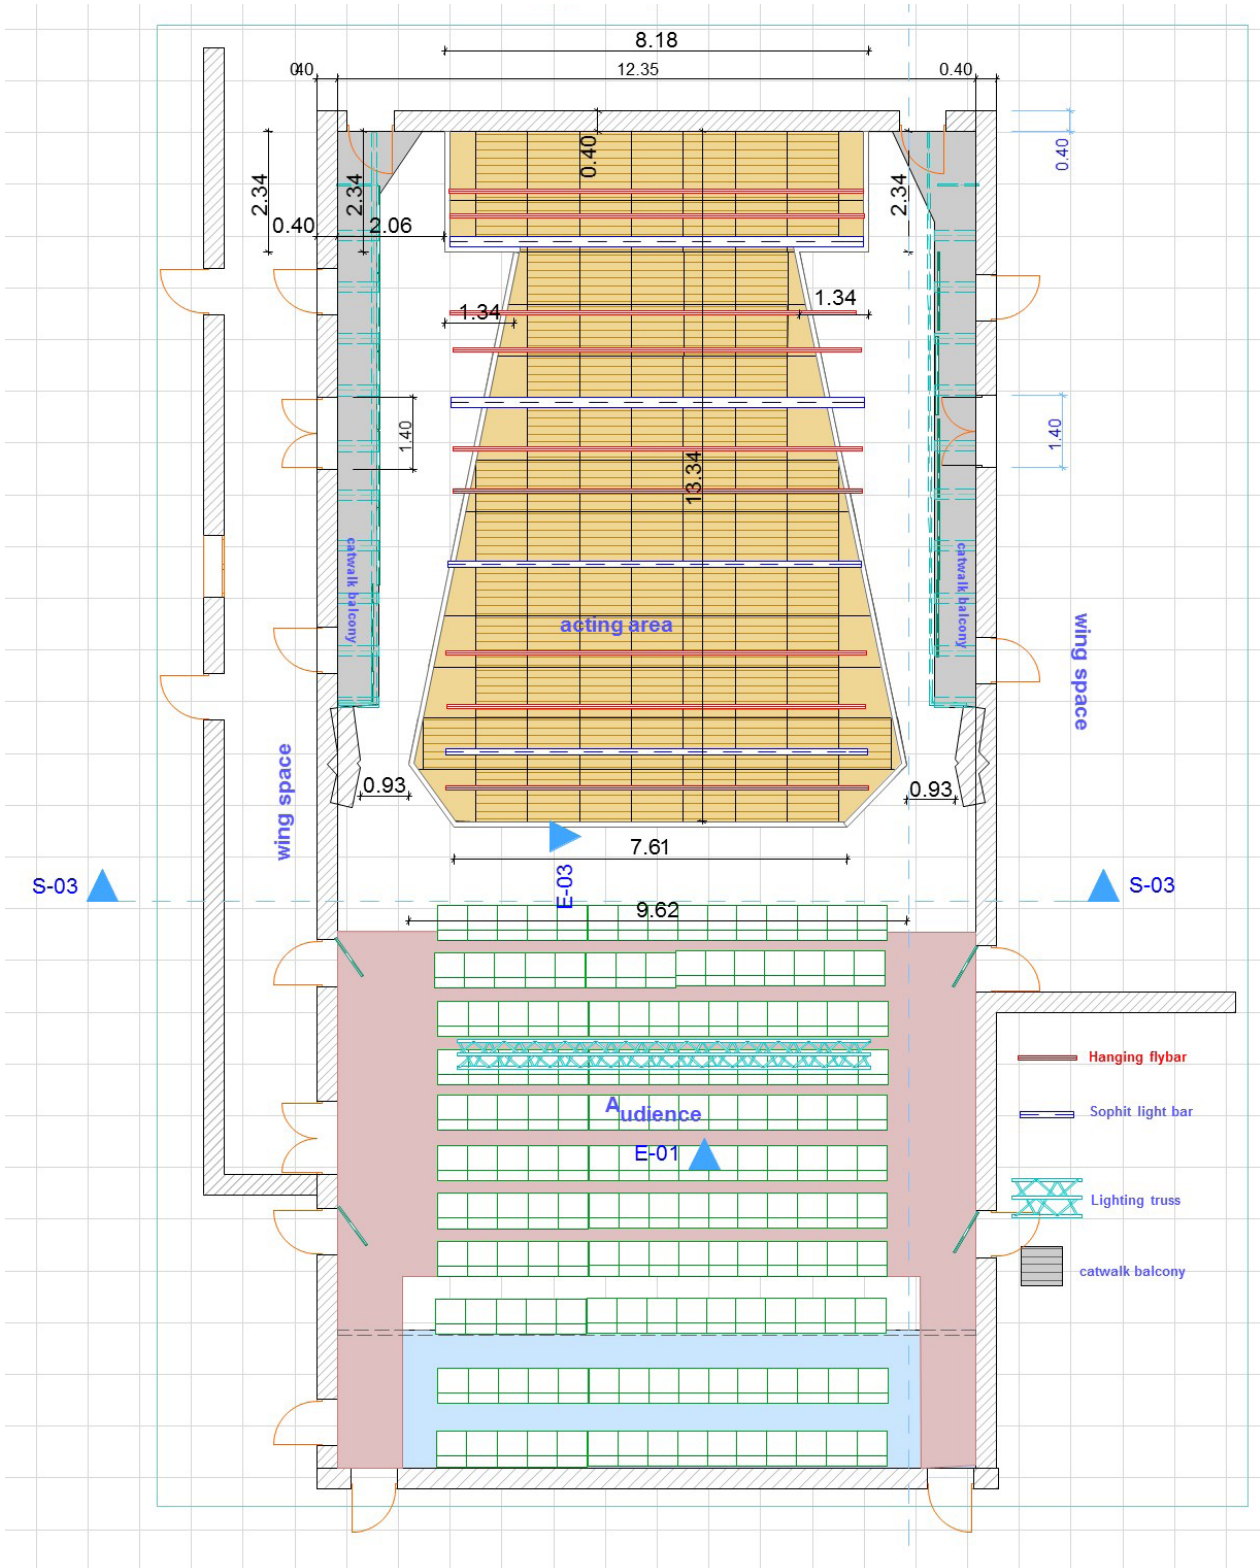 8.18
0.40
12.35
0.40
0.40
0.40
2.34
2.34
2.34
0.40
2.06
1.34
1.34
1.40
1.40
13.34
catwalk balcony
catwalk balcony
acting area
wing space
wing space
0.93
0.93
7.61
S-03
S-03
E-03
9.62
Hanging flybar
Audience
Sophit light bar
E-01
Lighting truss
catwalk balcony